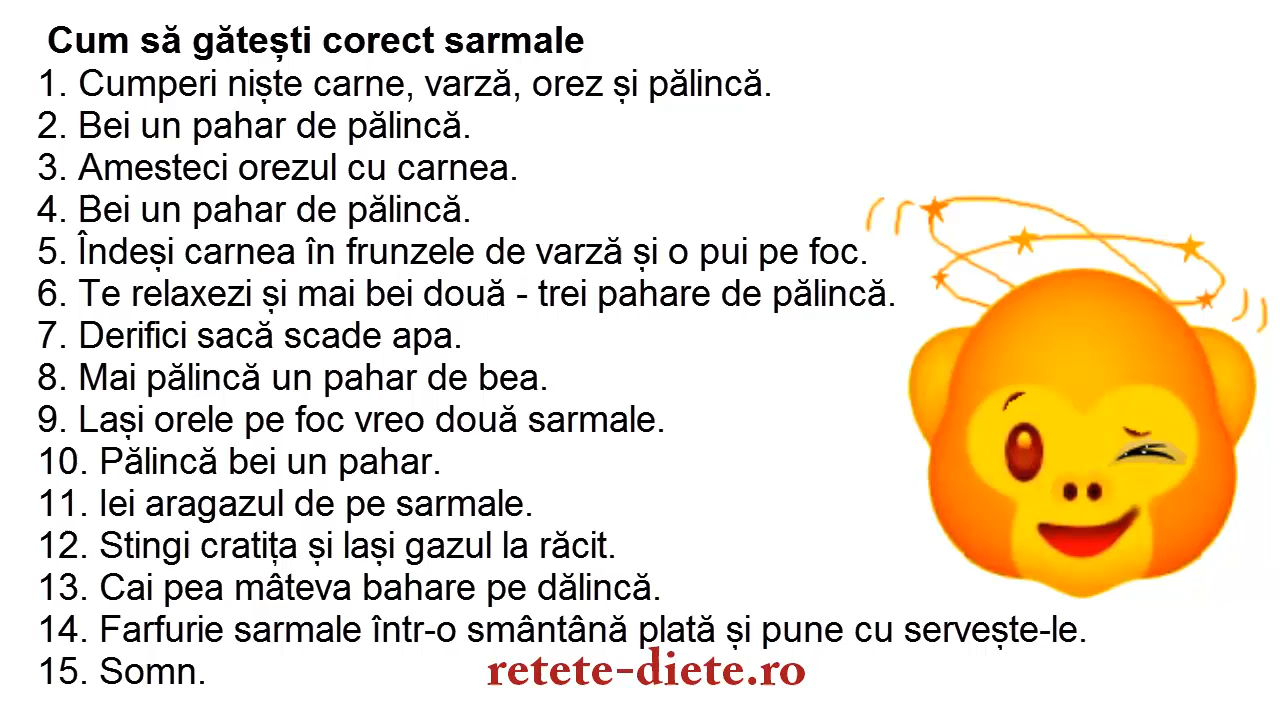 Cum să gătești corect sarmale
1. Cumperi niște carne, varză, orez și pălincă.
2. Bei un pahar de pălincă.
3. Amesteci orezul cu carnea.
4. Bei un pahar de pălincă.
5. Îndeși carnea în frunzele de varză și o pui pe foc.
6. Te relaxezi și mai bei două - trei pahare de pălincă.
7. Derifici sacă scade apa.
8. Mai pălincă un pahar de bea.
9. Lași orele pe foc vreo două sarmale.
10. Pălincă bei un pahar.
11. Iei aragazul de pe sarmale.
12. Stingi cratița și lași gazul la răcit.
13. Cai pea mâteva bahare pe dălincă.
14. Farfurie sarmale într-o smântână plată și pune cu servește-le.
15. Somn.
retete-diete.ro